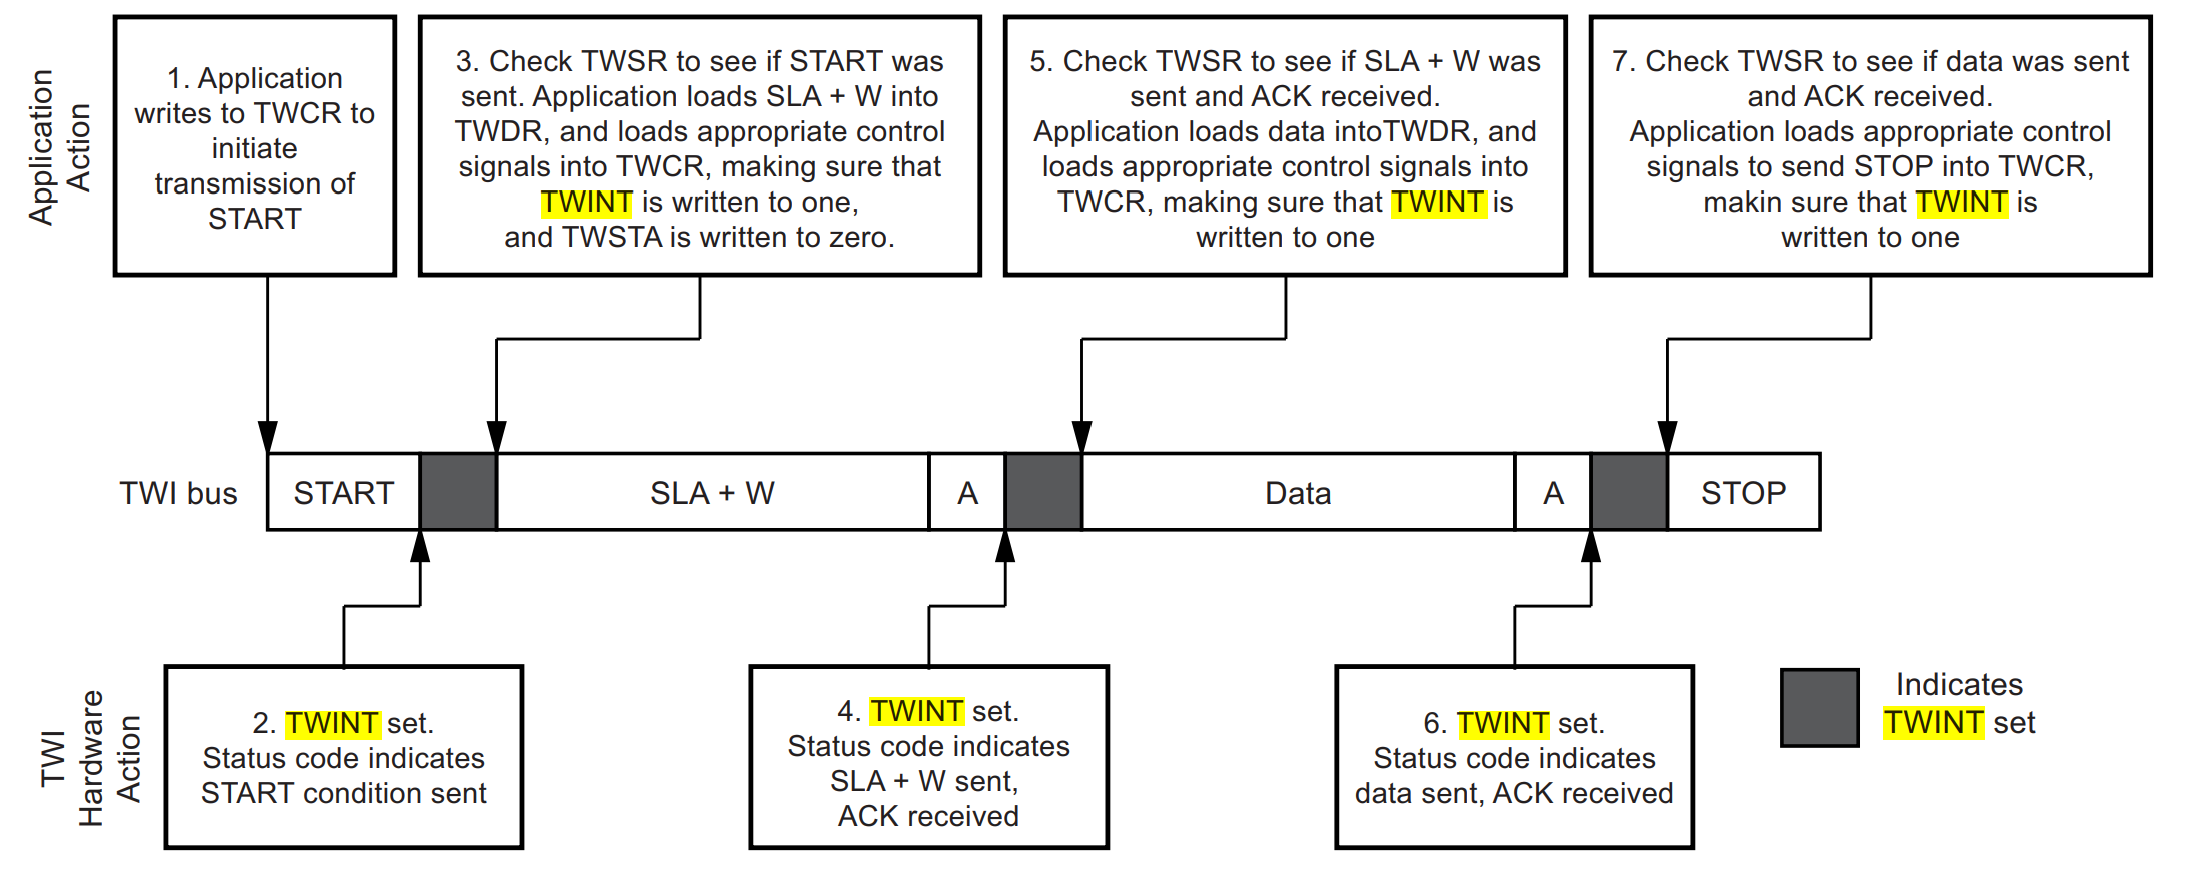 Application
Action
1. Application
writes to TWCR to
initiate
transmission of
START
3. Check TWSR to see if START was
sent. Application loads SLA + W into
TWDR, and loads appropriate control
signals into TWCR, making sure that
TWINT is written to one,
and TWSTA is written to zero.
5. Check TWSR to see if SLA + W was
sent and ACK received.
Application loads data intoTWDR, and
loads appropriate control signals into
TWCR, making sure that TWINT is
written to one
7. Check TWSR to see if data was sent
and ACK received.
Application loads appropriate control
signals to send STOP into TWCR,
makin sure that TWINT is
written to one
TWI bus
START
SLA + W
A
Data
A
STOP
TWI
Hardware
Action
2. TWINT set.
Status code indicates
START condition sent
4. TWINT set.
Status code indicates
SLA + W sent,
ACK received
6. TWINT set.
Status code indicates
data sent, ACK received
Indicates
TWINT set